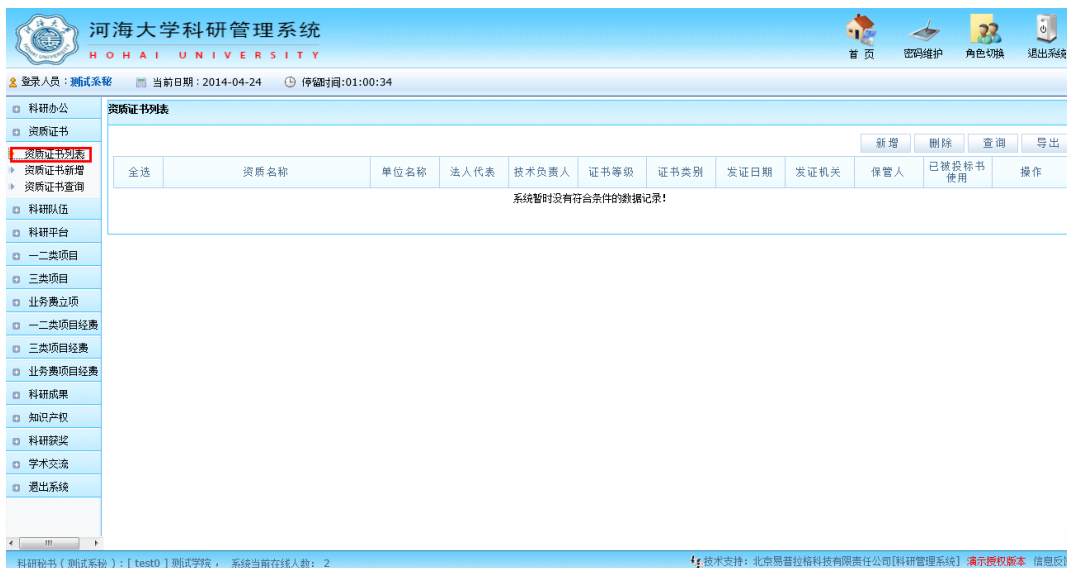 河海大学科研管理系统
HOHAI UNIVERSITY
首页 密码维护 角色切换 退出系统
登录人员：测试系秘 当前日期：2014-04-24 停留时间:01:00:34
科研办公
资质证书
资质证书列表
资质证书新增
资质证书查询
科研队伍
科研平台
一二类项目
三类项目
业务费立项
一二类项目经费
三类项目经费
业务费项目经费
科研成果
知识产权
科研获奖
学术交流
退出系统
资质证书列表
新增 删除 查询 导出
全选 资质名称 单位名称 法人代表 技术负责人 证书等级 证书类别 发证日期 发证机关 保管人 已被投标书使用 操作
系统暂时没有符合条件的数据记录！
科研秘书(测试系秘):[test0]测试学院， 系统当前在线人数: 2
技术支持：北京易普拉格科技有限责任公司[科研管理系统] 演示授权版本 信息反